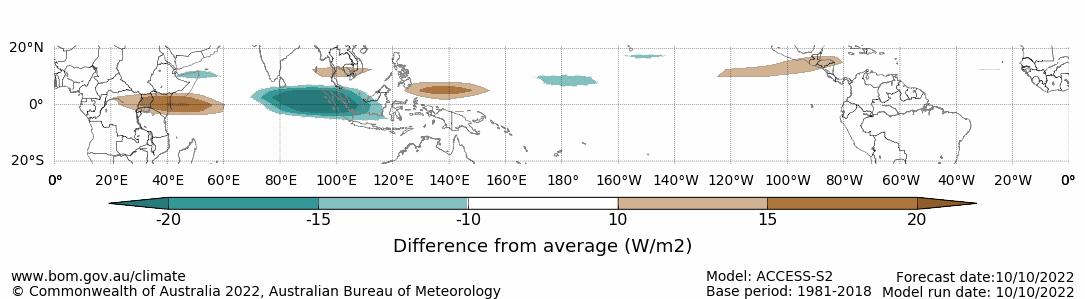 20°N
0°
20°S
0° 20°E 40°E 60°E 80°E 100°E 120°E 140°E 160°E 180° 160°W 140°W 120°W 100°W 80°W 60°W 40°W 20°W 0°
-20 -15 -10 10 15 20
Difference from average (W/m2)
www.bom.gov.au/climate
© Commonwealth of Australia 2022, Australian Bureau of Meteorology
Model: ACCESS-S2
Base period: 1981-2018
Forecast date:10/10/2022
Model run date: 10/10/2022